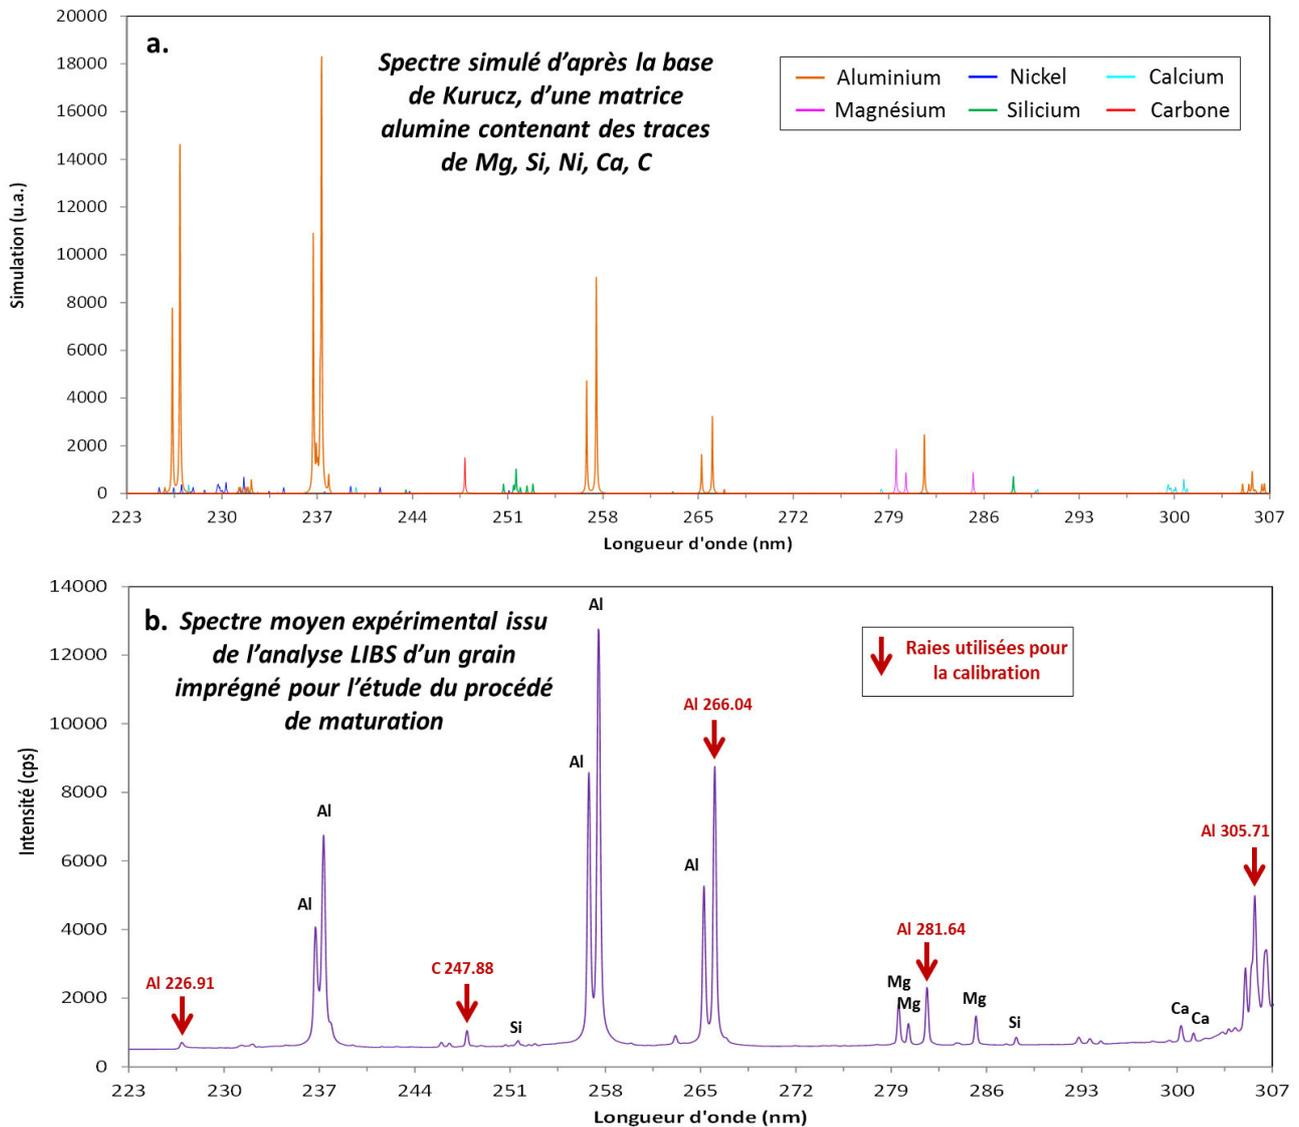 20000
18000
16000
14000
12000
10000
8000
6000
4000
2000
0
Simulation (u.a.)
a.
Spectre simulé d'après la base
de Kurucz, d'une matrice
alumine contenant des traces
de Mg, Si, Ni, Ca, C
Aluminium Nickel Calcium
Magnésium Silicium Carbone
223 230 237 244 251 258 265 272 279 286 293 300 307
Longueur d'onde (nm)
14000
12000
10000
8000
6000
4000
2000
0
Intensité (cps)
b. Spectre moyen expérimental issu
de l'analyse LIBS d'un grain
imprégné pour l'étude du procédé
de maturation
Raies utilisées pour
la calibration
Al 226.91
Al
Al
C 247.88
Si
Al
Al
Al
Al 266.04
Mg
Mg
Al 281.64
Mg
Si
Ca
Ca
Al 305.71
223 230 237 244 251 258 265 272 279 286 293 300 307
Longueur d'onde (nm)